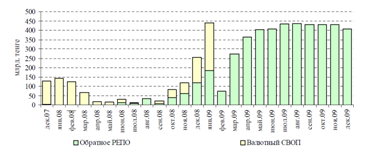 млрд. тенге
500
450
400
350
300
250
200
150
100
50
0
дек.07
янв.08
фев.08
мар.08
апр.08
май.08
июн.08
июл.08
авг.08
сен.08
окт.08
ноя.08
дек.08
янв.09
фев.09
мар.09
апр.09
май.09
июн.09
июл.09
авг.09
сен.09
окт.09
ноя.09
дек.09
Обратное РЕПО
Валютный СВОП